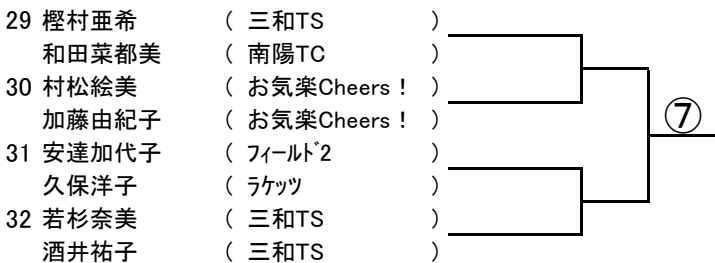 29 樫村亜希 ( 三和TS )
和田菜都美 ( 南陽TC )
30 村松絵美 ( お気楽Cheers！ )
加藤由紀子 ( お気楽Cheers！ )
31 安達加代子 ( ﾌｨｰﾙﾄﾞ2 )
久保洋子 ( ﾗｹｯﾂ )
32 若杉奈美 ( 三和TS )
酒井祐子 ( 三和TS )
⑦